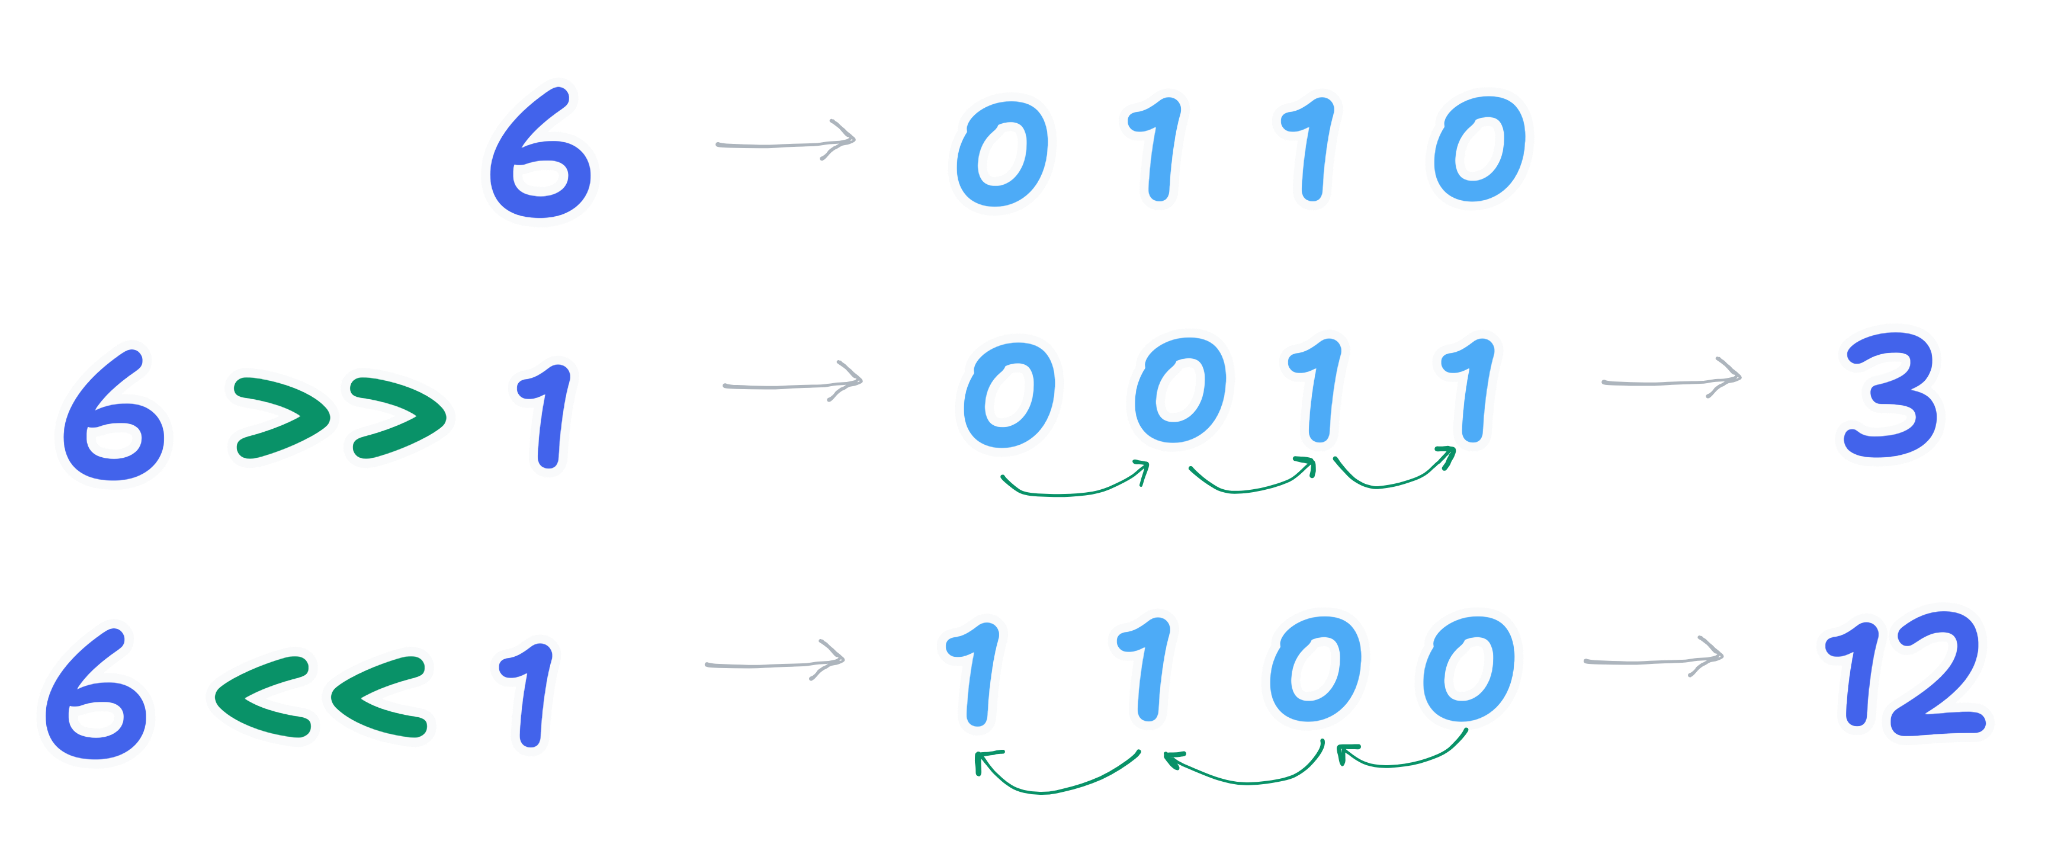 6 → 0 1 1 0
6 >> 1 → 0 0 1 1 → 3
6 << 1 → 1 1 0 0 → 12